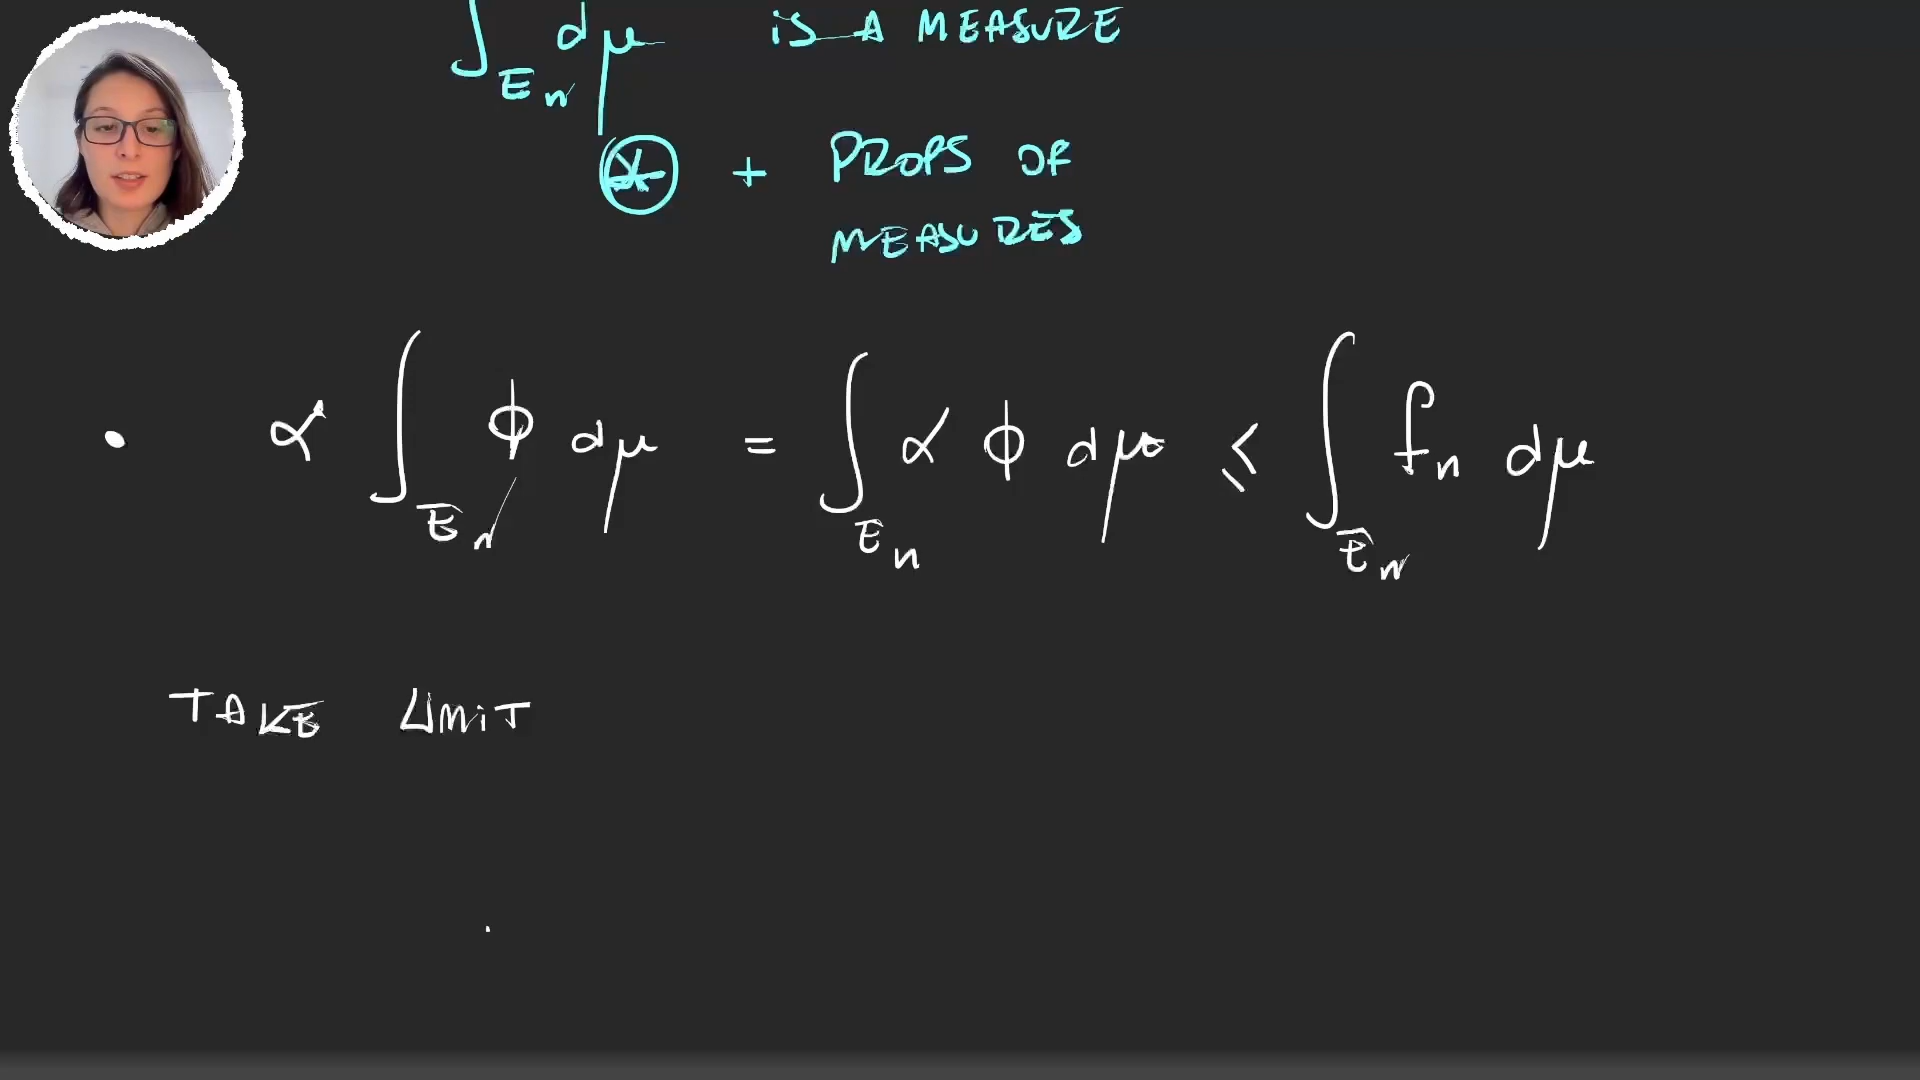 ∫_{E_n} dμ is A MEASURE
⊛ + PROPS OF
MEASURES
• α ∫_{E_n} ϕ dμ = ∫_{E_n} α ϕ dμ ≤ ∫_{E_n} f_n dμ
TAKE LIMIT